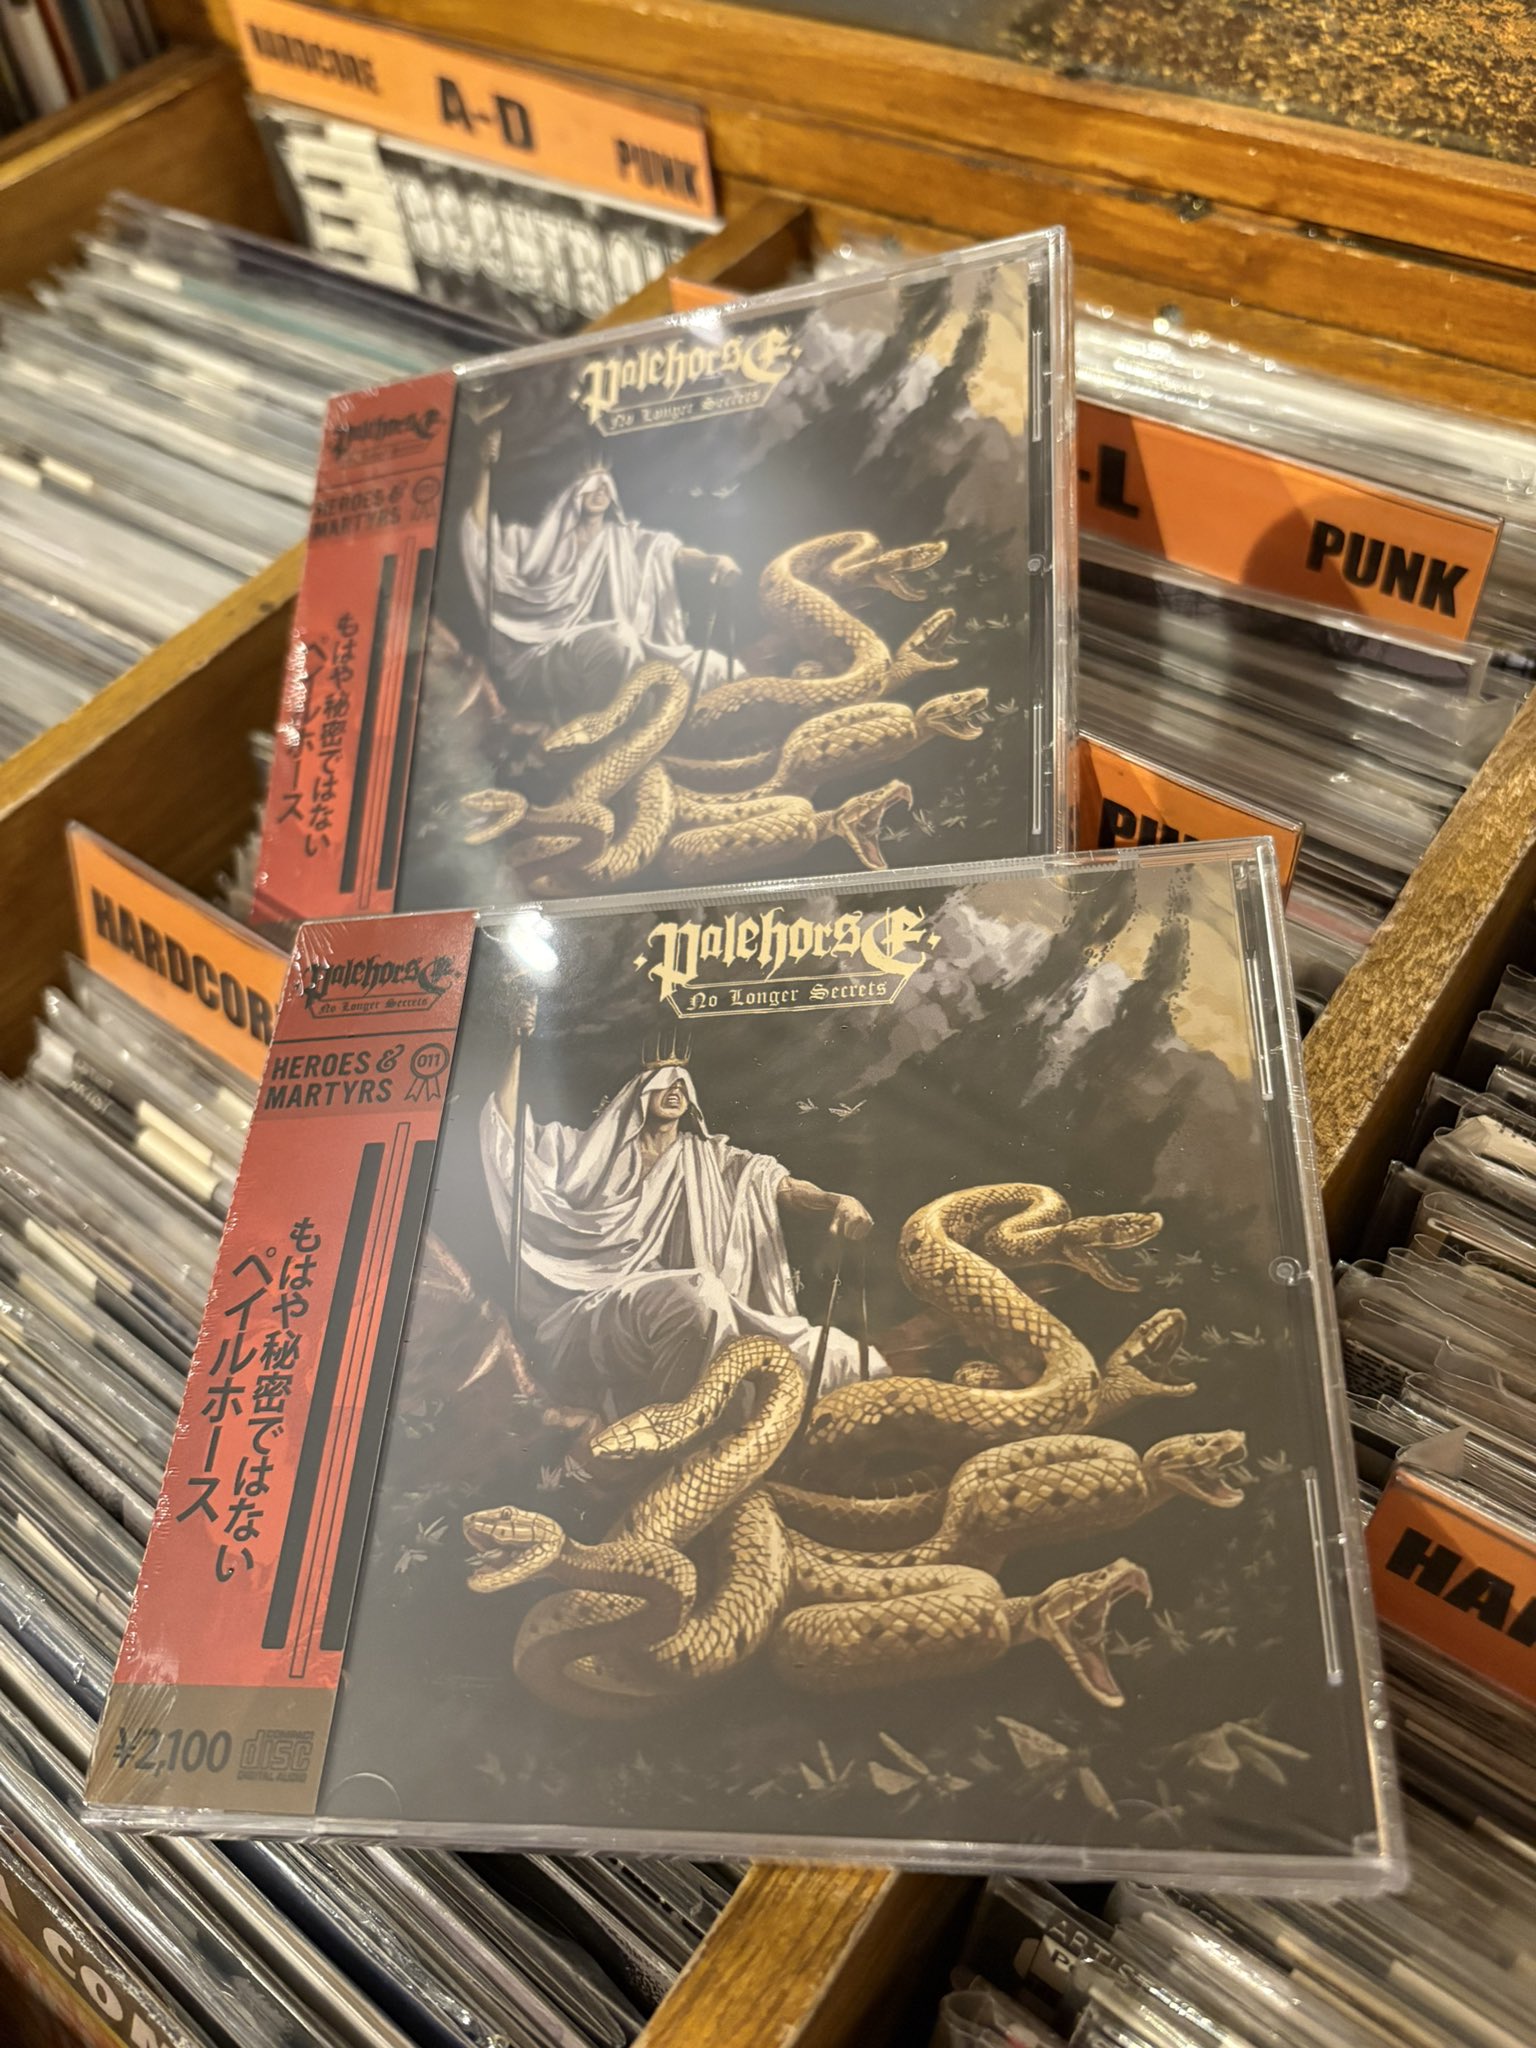 HARDCORE
A-D
PUNK
PalehorsE
No Longer Secrets
PalehorsE
HEROES &
MARTYRS
もはや秘密ではない
ペイルホース
-L
PUNK
HARDCOR
PalehorsE
No Longer Secrets
PalehorsE
No Longer Secrets
HEROES &
MARTYRS
011
もはや秘密ではない
ペイルホース
¥2,100
COMPACT
disc
DIGITAL AUDIO
HA
CON